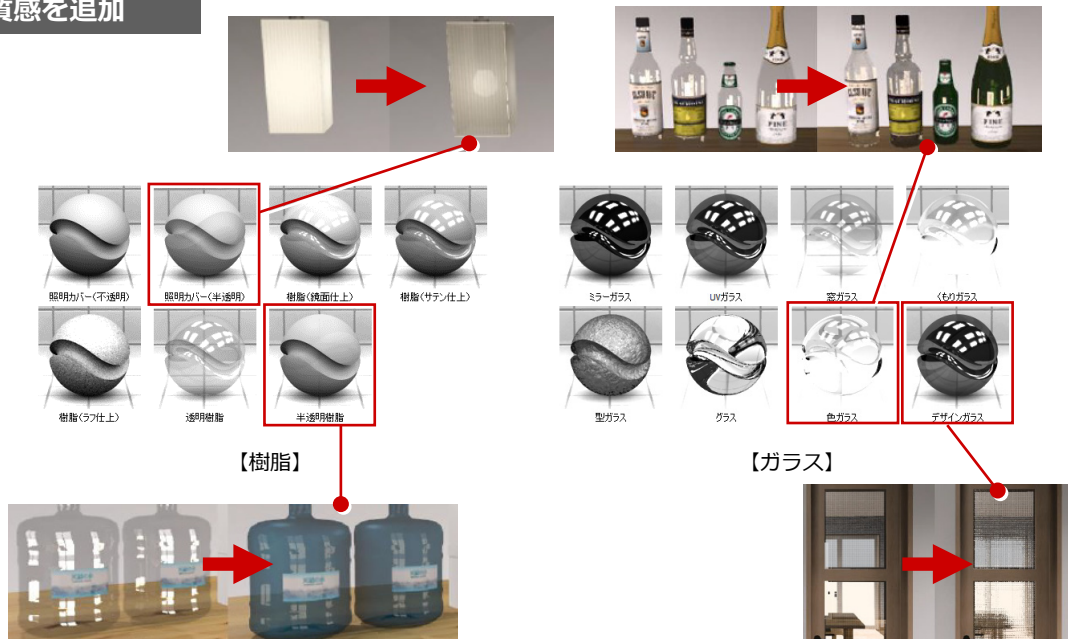 質感を追加
FINE
FINE
照明カバー(不透明)
照明カバー(半透明)
樹脂(鏡面仕上)
樹脂(サテン仕上)
ミラーガラス
UVガラス
窓ガラス
くもりガラス
樹脂(ラフ仕上)
透明樹脂
半透明樹脂
型ガラス
グラス
色ガラス
デザインガラス
【樹脂】
【ガラス】